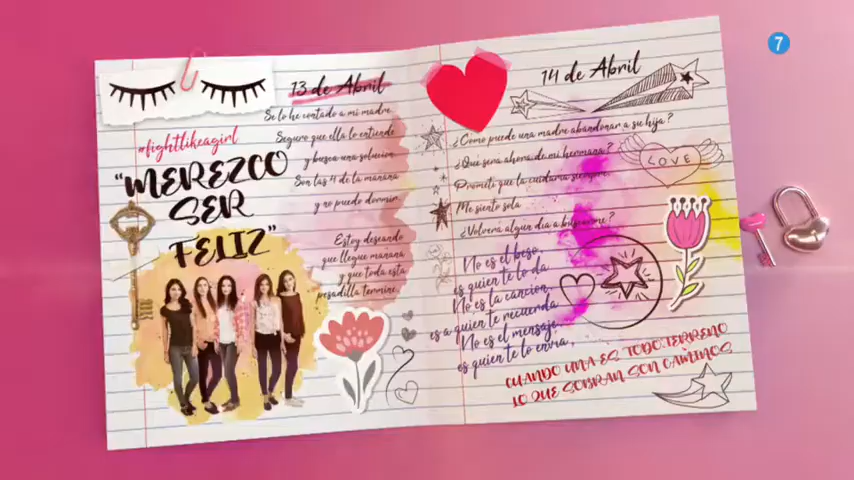 7
13 de Abril
Se lo he contado a mi madre.
Seguro que ella lo entiende
y busca una solución.
Son las 4 de la mañana
y no puedo dormir.
Estoy deseando
que llegue mañana
y que toda esta
pesadilla termine.
#fightlikeagirl
"MEREZCO
SER
FELIZ"
14 de Abril
¿Cómo puede una madre abandonar a su hija?
¿Qué será ahora de mi hermana?
Prometí que la cuidaría siempre.
Me siento sola
¿Volverá algún día a buscarme?
LOVE
No es el beso,
es quien te lo da
No es la canción,
es a quien te recuerda
No es el mensaje,
es quien te lo envía.
CUANDO UNA ES TODO TERRENO
LO QUE SOBRAN SON CAMINOS